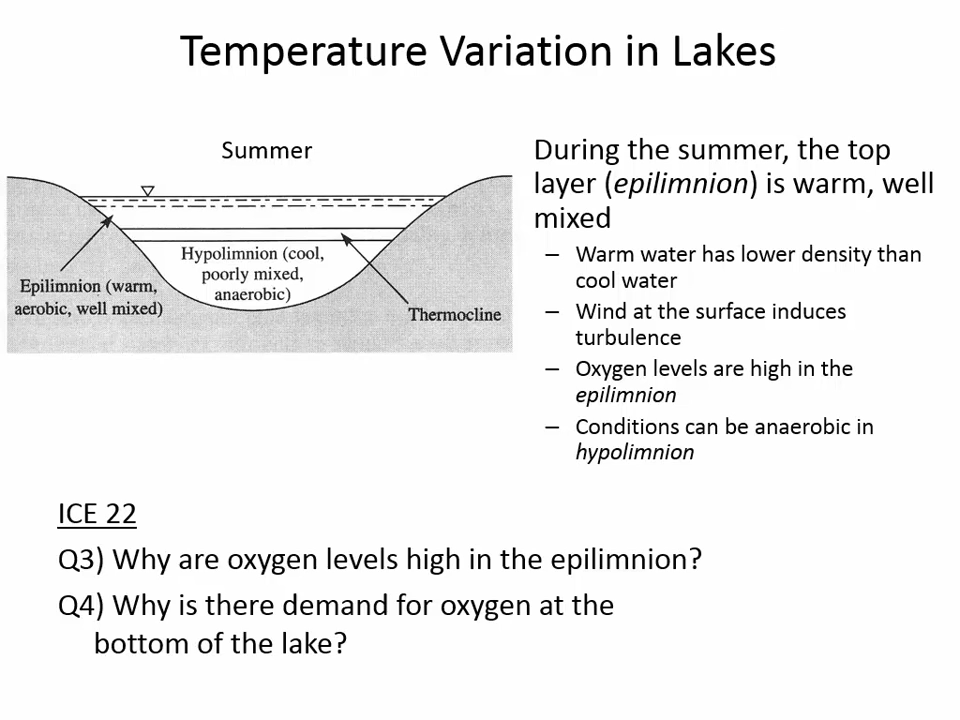 Temperature Variation in Lakes
Summer
Hypolimnion (cool,
poorly mixed,
anaerobic)
Epilimnion (warm,
aerobic, well mixed)
Thermocline
During the summer, the top
layer (epilimnion) is warm, well
mixed
– Warm water has lower density than
cool water
– Wind at the surface induces
turbulence
– Oxygen levels are high in the
epilimnion
– Conditions can be anaerobic in
hypolimnion
ICE 22
Q3) Why are oxygen levels high in the epilimnion?
Q4) Why is there demand for oxygen at the
bottom of the lake?